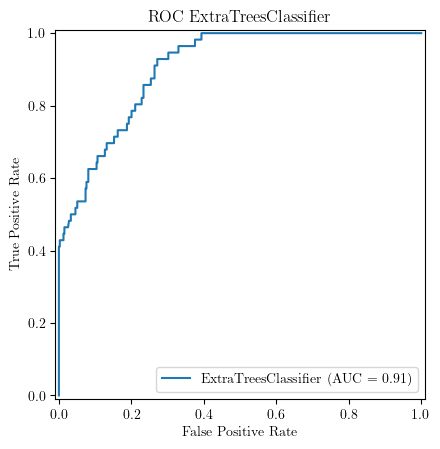 ROC ExtraTreesClassifier
1.0
0.8
0.6
0.4
0.2
0.0
True Positive Rate
ExtraTreesClassifier (AUC = 0.91)
0.0 0.2 0.4 0.6 0.8 1.0
False Positive Rate